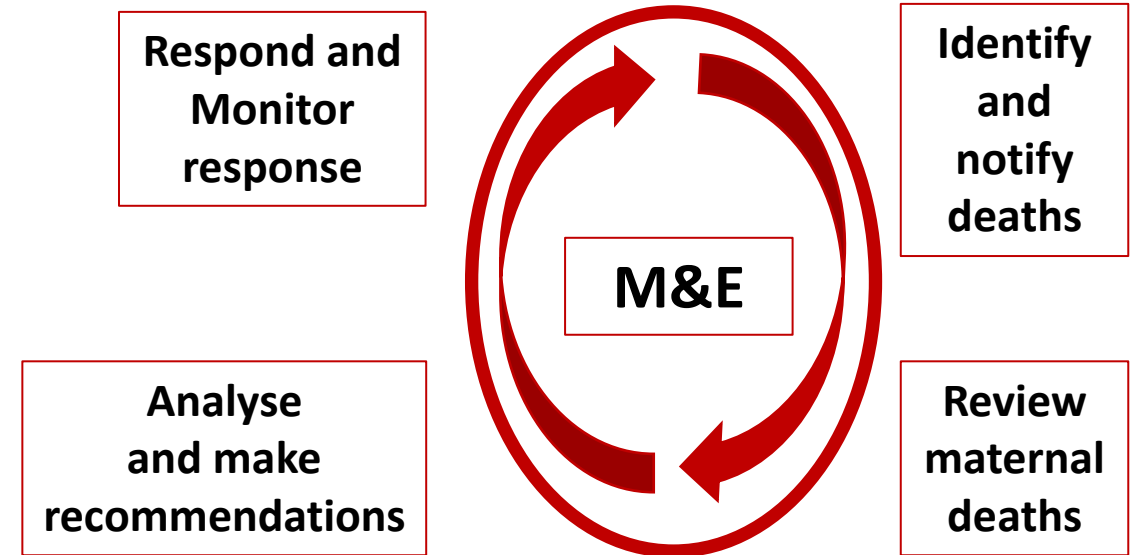 Respond and
Monitor
response
Identify
and
notify
deaths
M&E
Analyse
and make
recommendations
Review
maternal
deaths